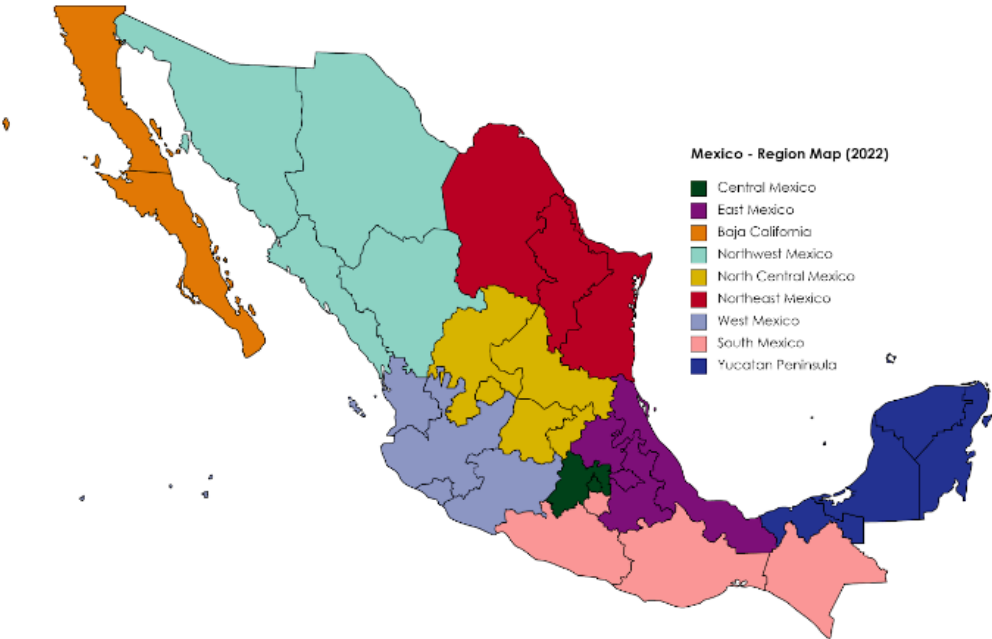 Mexico - Region Map (2022)
Central Mexico
East Mexico
Baja California
Northwest Mexico
North Central Mexico
Northeast Mexico
West Mexico
South Mexico
Yucatan Peninsula